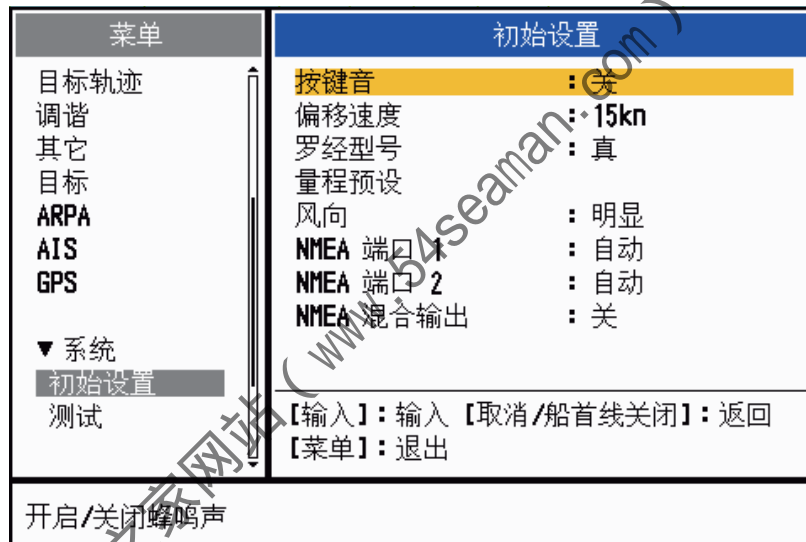 菜单
目标轨迹
调谐
其它
目标
ARPA
AIS
GPS
▼ 系统
初始设置
测试
初始设置
按键音 : 关
偏移速度 : 15kn
罗经型号 : 真
量程预设
风向 : 明显
NMEA 端口 1 : 自动
NMEA 端口 2 : 自动
NMEA 混合输出 : 关
[输入]:输入 [取消/船首线关闭]:返回
[菜单]:退出
开启/关闭蜂鸣声
之家网站(www.54seaman.com)